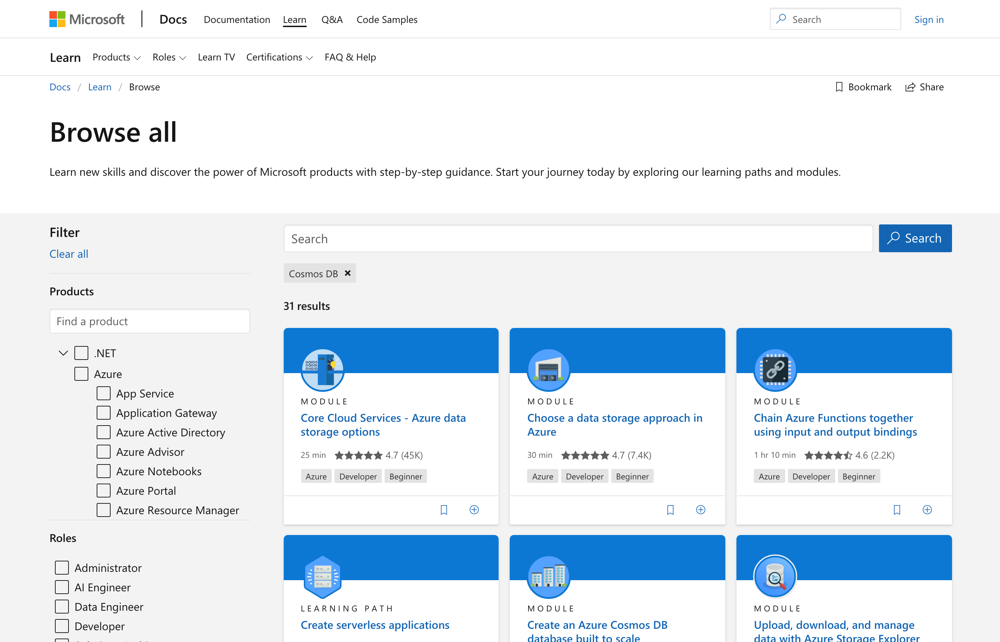 Microsoft Docs Documentation Learn Q&A Code Samples Search Sign in
Learn Products Roles Learn TV Certifications FAQ & Help
Docs / Learn / Browse Bookmark Share
Browse all
Learn new skills and discover the power of Microsoft products with step-by-step guidance. Start your journey today by exploring our learning paths and modules.
Filter
Clear all
Products
Find a product
.NET
Azure
App Service
Application Gateway
Azure Active Directory
Azure Advisor
Azure Notebooks
Azure Portal
Azure Resource Manager
Roles
Administrator
AI Engineer
Data Engineer
Developer
Search Search
Cosmos DB
31 results
MODULE
Core Cloud Services - Azure data
storage options
25 min 4.7 (45K)
Azure Developer Beginner
MODULE
Choose a data storage approach in
Azure
30 min 4.7 (7.4K)
Azure Developer Beginner
MODULE
Chain Azure Functions together
using input and output bindings
1 hr 10 min 4.6 (2.2K)
Azure Developer Beginner
LEARNING PATH
Create serverless applications
MODULE
Create an Azure Cosmos DB
database built to scale
MODULE
Upload, download, and manage
data with Azure Storage Explorer